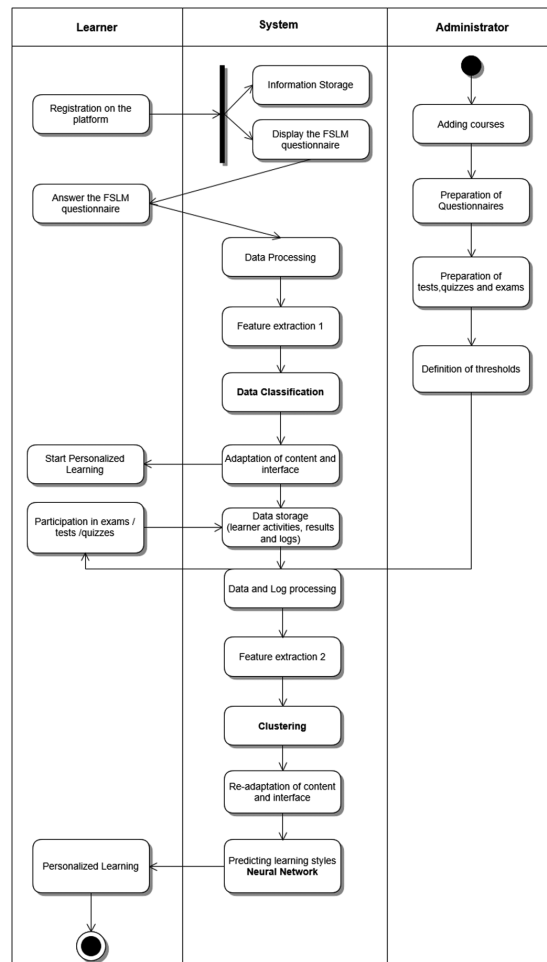 Learner
System
Administrator
Registration on the
platform
Information Storage
Display the FSLM
questionnaire
Adding courses
Answer the FSLM
questionnaire
Preparation of
Questionnaires
Data Processing
Preparation of
tests,quizzes and exams
Feature extraction 1
Definition of thresholds
Data Classification
Start Personalized
Learning
Adaptation of content and
interface
Participation in exams /
tests /quizzes
Data storage
(learner activities, results
and logs)
Data and Log processing
Feature extraction 2
Clustering
Re-adaptation of content
and interface
Personalized Learning
Predicting learning styles
Neural Network